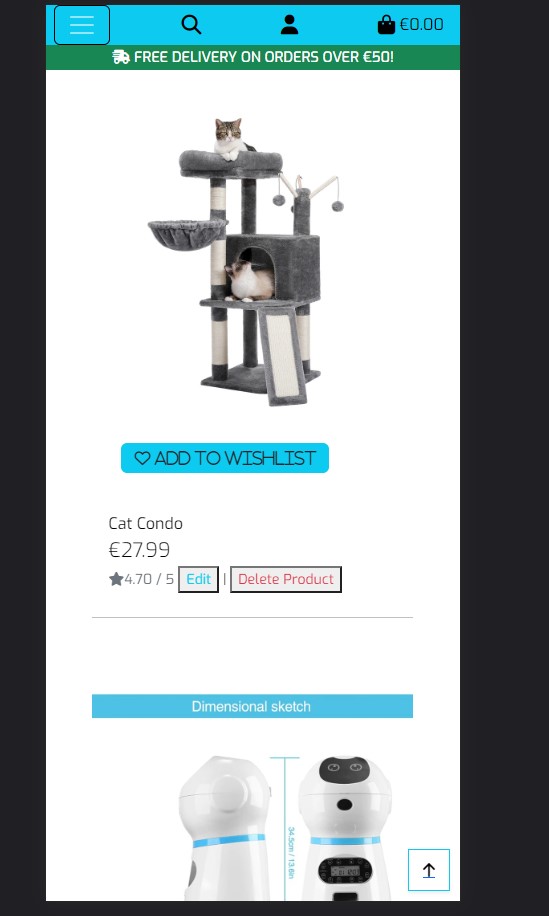 €0.00
FREE DELIVERY ON ORDERS OVER €50!
ADD TO WISHLIST
Cat Condo
€27.99
4.70 / 5 Edit | Delete Product
Dimensional sketch
34.5cm / 13.6in